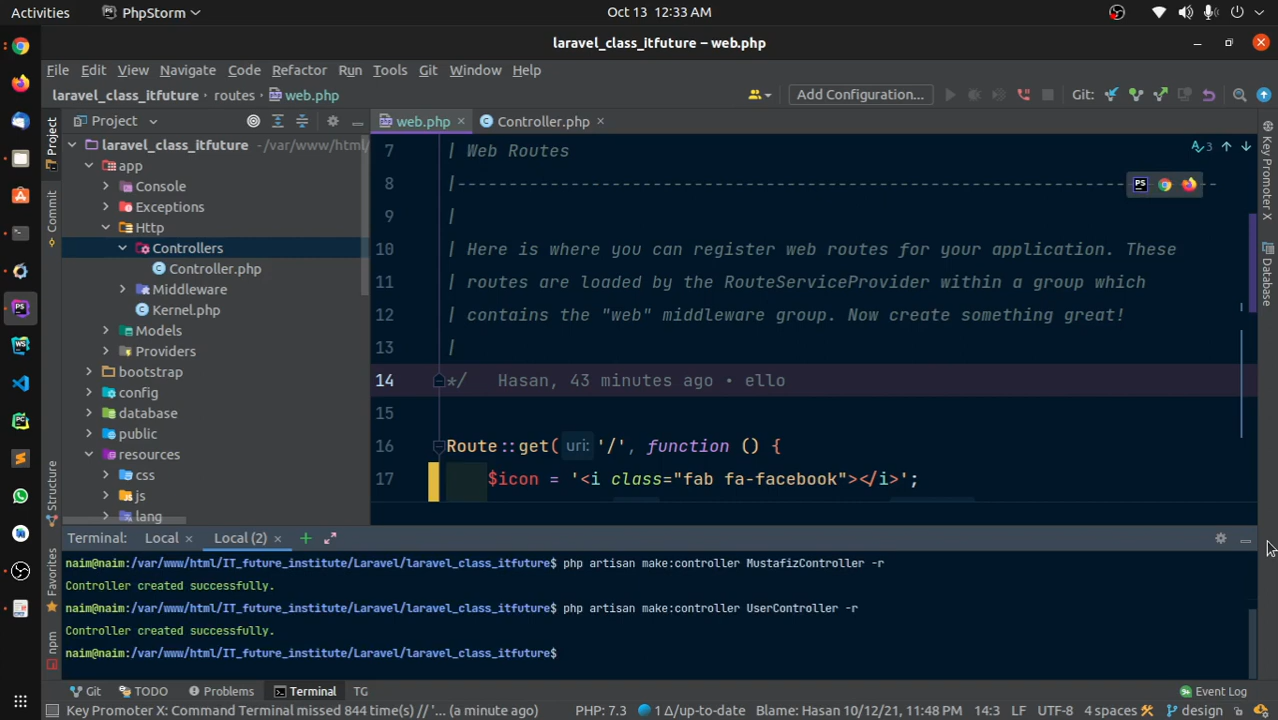 Activities
PhpStorm
Oct 13 12:33 AM
laravel_class_itfuture – web.php
File Edit View Navigate Code Refactor Run Tools Git Window Help
laravel_class_itfuture routes web.php
Add Configuration...
Git:
Project
web.php
Controller.php
laravel_class_itfuture ~/var/www/html/
app
Console
Exceptions
Http
Controllers
Controller.php
Middleware
Kernel.php
Models
Providers
bootstrap
config
database
public
resources
css
js
lang
Project
Commit
Structure
Favorites
npm
Key Promoter X
Database
3
7 | Web Routes
8 |--------------------------------------------------------------------------
9 |
10 | Here is where you can register web routes for your application. These
11 | routes are loaded by the RouteServiceProvider within a group which
12 | contains the "web" middleware group. Now create something great!
13 |
14 */ Hasan, 43 minutes ago • ello
15
16 Route::get( uri: '/', function () {
17 $icon = '<i class="fab fa-facebook"></i>';
Terminal: Local Local (2)
naim@naim:/var/www/html/IT_future_institute/Laravel/laravel_class_itfuture$ php artisan make:controller MustafizController -r
Controller created successfully.
naim@naim:/var/www/html/IT_future_institute/Laravel/laravel_class_itfuture$ php artisan make:controller UserController -r
Controller created successfully.
naim@naim:/var/www/html/IT_future_institute/Laravel/laravel_class_itfuture$
Git TODO Problems Terminal TG Event Log
Key Promoter X: Command Terminal missed 844 time(s) // '... (a minute ago) PHP: 7.3 1 Δ/up-to-date Blame: Hasan 10/12/21, 11:48 PM 14:3 LF UTF-8 4 spaces design